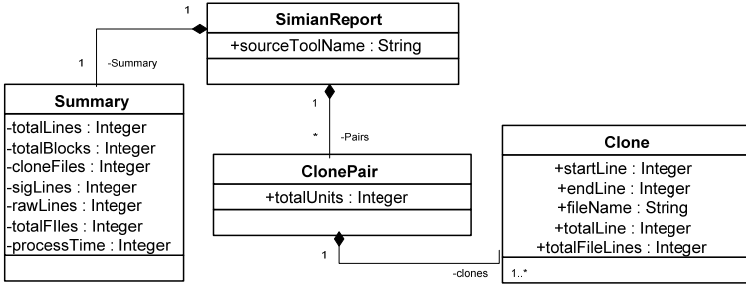 1
SimianReport
+sourceToolName : String
1
-Summary
Summary
-totalLines : Integer
-totalBlocks : Integer
-cloneFiles : Integer
-sigLines : Integer
-rawLines : Integer
-totalFIles : Integer
-processTime : Integer
1
*
-Pairs
ClonePair
+totalUnits : Integer
1
-clones
1..*
Clone
+startLine : Integer
+endLine : Integer
+fileName : String
+totalLine : Integer
+totalFileLines : Integer